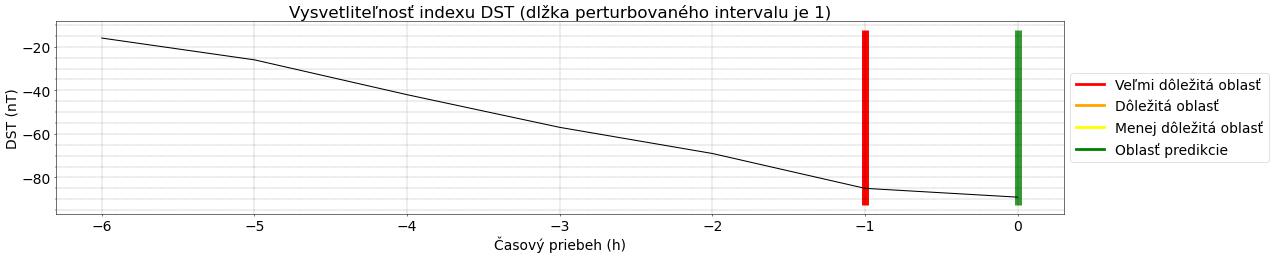 Vysvetliteľnosť indexu DST (dlžka perturbovaného intervalu je 1)
DST (nT)
−20
−40
−60
−80
−6
−5
−4
−3
−2
−1
0
Časový priebeh (h)
Veľmi dôležitá oblasť
Dôležitá oblasť
Menej dôležitá oblasť
Oblasť predikcie